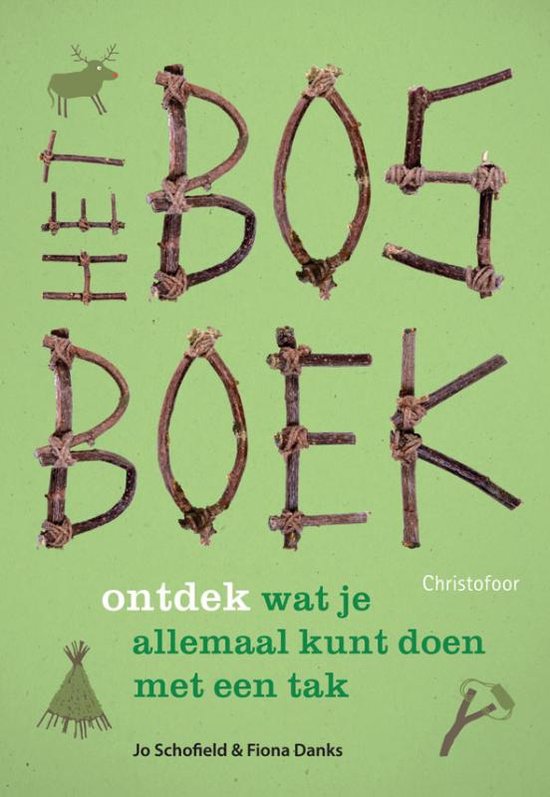 HET
BOS
BOEK
Christofoor
ontdek wat je
allemaal kunt doen
met een tak
Jo Schofield & Fiona Danks